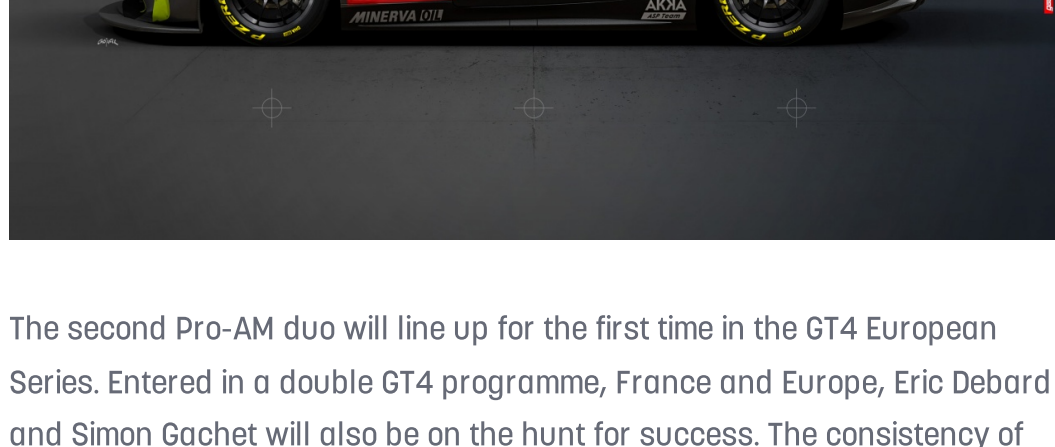 MINERVA OIL
AKKA
ASP Team
The second Pro-AM duo will line up for the first time in the GT4 European
Series. Entered in a double GT4 programme, France and Europe, Eric Debard
and Simon Gachet will also be on the hunt for success. The consistency of